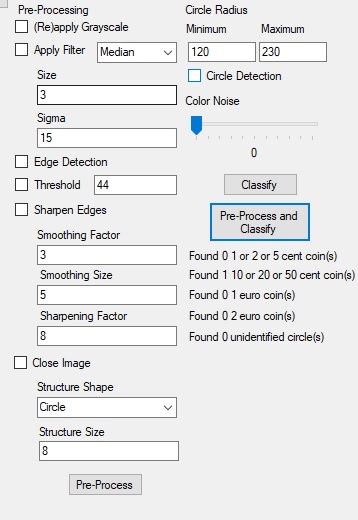 Pre-Processing
(Re)apply Grayscale
Apply Filter Median
Size
3
Sigma
15
Edge Detection
Threshold 44
Sharpen Edges
Smoothing Factor
3
Smoothing Size
5
Sharpening Factor
8
Close Image
Structure Shape
Circle
Structure Size
8
Pre-Process
Circle Radius
Minimum Maximum
120 230
Circle Detection
Color Noise
0
Classify
Pre-Process and
Classify
Found 0 1 or 2 or 5 cent coin(s)
Found 1 10 or 20 or 50 cent coin(s)
Found 0 1 euro coin(s)
Found 0 2 euro coin(s)
Found 0 unidentified circle(s)